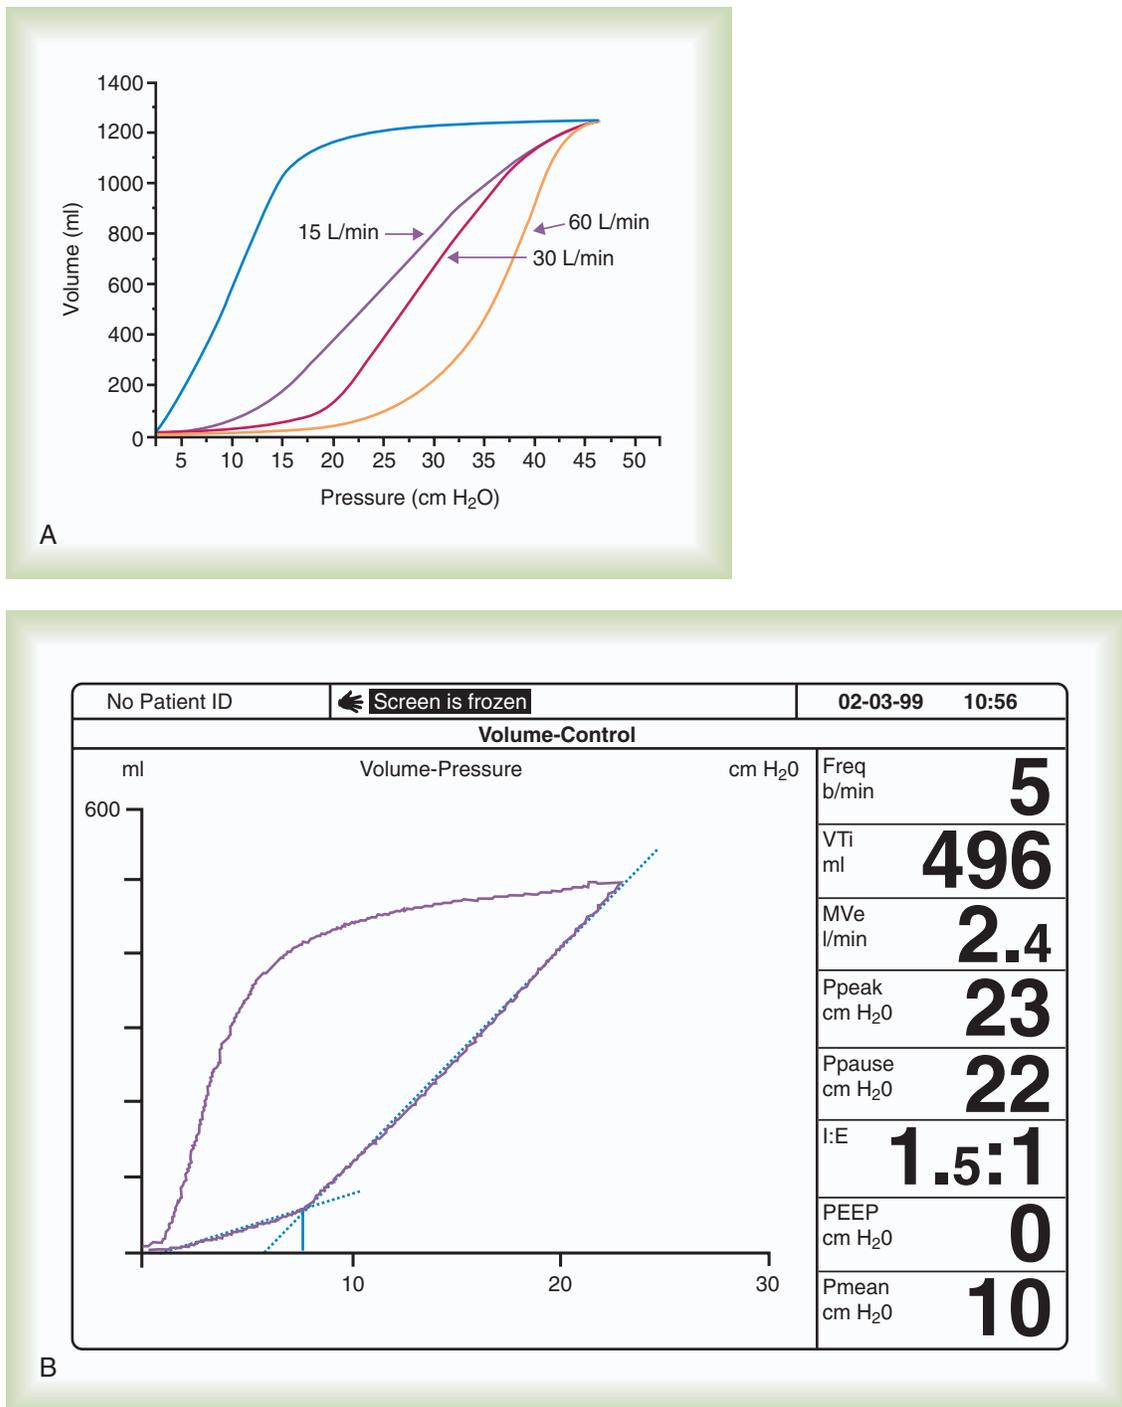 1400
1200
1000
800
600
400
200
0
Volume (ml)
15 L/min
60 L/min
30 L/min
5 10 15 20 25 30 35 40 45 50
Pressure (cm H2O)
A
No Patient ID Screen is frozen 02-03-99 10:56
Volume-Control
ml Volume-Pressure cm H20
600
10 20 30
Freq
b/min 5
VTi
ml 496
MVe
l/min 2.4
Ppeak
cm H20 23
Ppause
cm H20 22
I:E 1.5:1
PEEP
cm H20 0
Pmean
cm H20 10
B